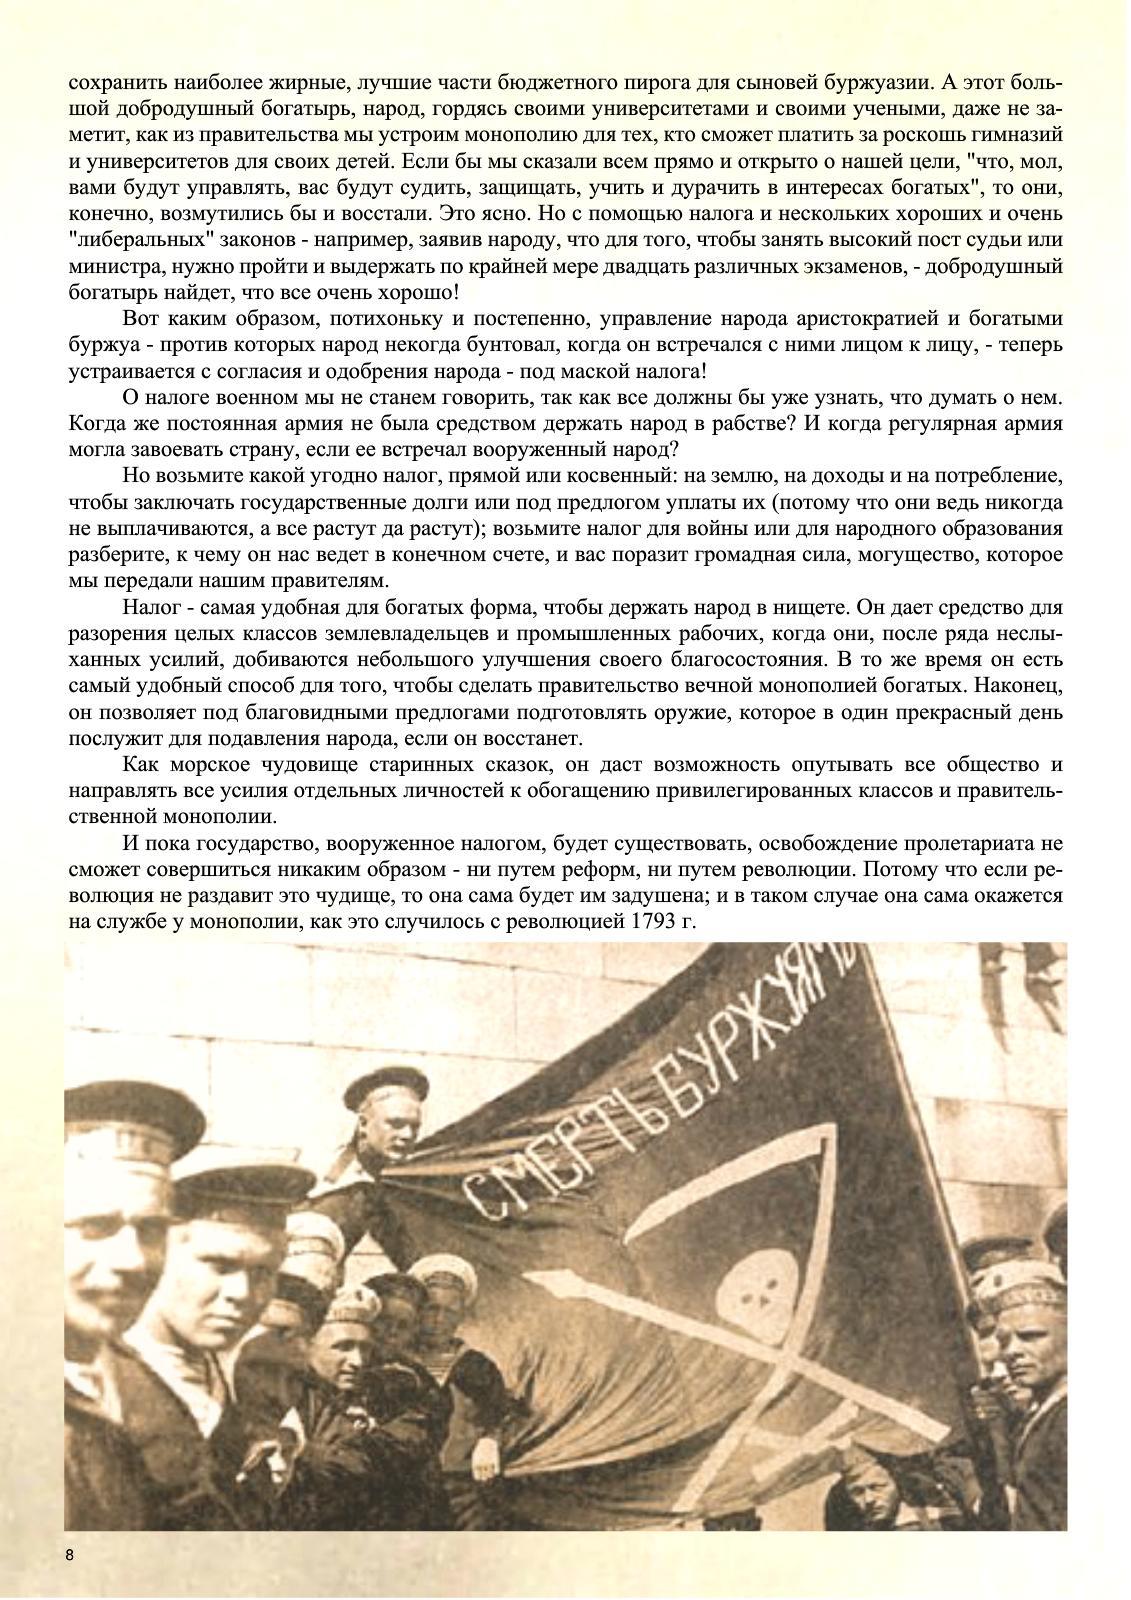 сохранить наиболее жирные, лучшие части бюджетного пирога для сыновей буржуазии. А этот боль-
шой добродушный богатырь, народ, гордясь своими университетами и своими учеными, даже не за-
метит, как из правительства мы устроим монополию для тех, кто сможет платить за роскошь гимназий
и университетов для своих детей. Если бы мы сказали всем прямо и открыто о нашей цели, "что, мол,
вами будут управлять, вас будут судить, защищать, учить и дурачить в интересах богатых", то они,
конечно, возмутились бы и восстали. Это ясно. Но с помощью налога и нескольких хороших и очень
"либеральных" законов - например, заявив народу, что для того, чтобы занять высокий пост судьи или
министра, нужно пройти и выдержать по крайней мере двадцать различных экзаменов, - добродушный
богатырь найдет, что все очень хорошо!
Вот каким образом, потихоньку и постепенно, управление народа аристократией и богатыми
буржуа - против которых народ некогда бунтовал, когда он встречался с ними лицом к лицу, - теперь
устраивается с согласия и одобрения народа - под маской налога!
О налоге военном мы не станем говорить, так как все должны бы уже узнать, что думать о нем.
Когда же постоянная армия не была средством держать народ в рабстве? И когда регулярная армия
могла завоевать страну, если ее встречал вооруженный народ?
Но возьмите какой угодно налог, прямой или косвенный: на землю, на доходы и на потребление,
чтобы заключать государственные долги или под предлогом уплаты их (потому что они ведь никогда
не выплачиваются, а все растут да растут); возьмите налог для войны или для народного образования
разберите, к чему он нас ведет в конечном счете, и вас поразит громадная сила, могущество, которое
мы передали нашим правителям.
Налог - самая удобная для богатых форма, чтобы держать народ в нищете. Он дает средство для
разорения целых классов землевладельцев и промышленных рабочих, когда они, после ряда неслы-
ханных усилий, добиваются небольшого улучшения своего благосостояния. В то же время он есть
самый удобный способ для того, чтобы сделать правительство вечной монополией богатых. Наконец,
он позволяет под благовидными предлогами подготовлять оружие, которое в один прекрасный день
послужит для подавления народа, если он восстанет.
Как морское чудовище старинных сказок, он даст возможность опутывать все общество и
направлять все усилия отдельных личностей к обогащению привилегированных классов и правитель-
ственной монополии.
И пока государство, вооруженное налогом, будет существовать, освобождение пролетариата не
сможет совершиться никаким образом - ни путем реформ, ни путем революции. Потому что если ре-
волюция не раздавит это чудище, то она сама будет им задушена; и в таком случае она сама окажется
на службе у монополии, как это случилось с революцией 1793 г.
СМЕРТЬ БУРЖУЯМЪ
8